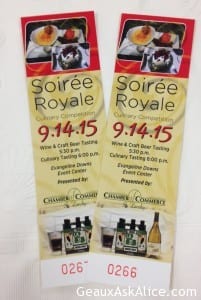 Soirée
Royale
Culinary Competition
9.14.15
Wine & Craft Beer Tasting
5:30 p.m.
Culinary Tasting 6:00 p.m.
Evangeline Downs
Event Center
Presented by:
CHAMBER COMMERCE
026
Soirée
Royale
Culinary Competition
9.14.15
Wine & Craft Beer Tasting
5:30 p.m.
Culinary Tasting 6:00 p.m.
Evangeline Downs
Event Center
Presented by:
CHAMBER COMMERCE
0266
GeauxAskAlice.com